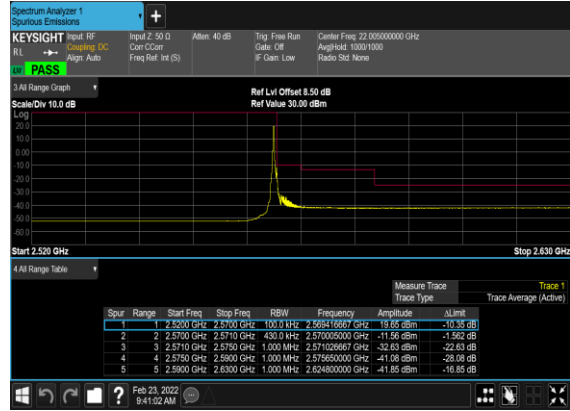 Spectrum Analyzer 1
Spurious Emissions
+
KEYSIGHT Input: RF Input Z: 50 Ω Atten: 40 dB Trig: Free Run Center Freq: 22.005000000 GHz
RL Coupling: DC Corr CCorr Gate: Off Avg|Hold: 1000/1000
Align: Auto Freq Ref: Int (S) IF Gain: Low Radio Std: None
LW PASS
3 All Range Graph
Ref Lvl Offset 8.50 dB
Scale/Div 10.0 dB Ref Value 30.00 dBm
Log
20.0
10.0
0.00
-10.0
-20.0
-30.0
-40.0
-50.0
-60.0
Start 2.520 GHz Stop 2.630 GHz
4 All Range Table
Measure Trace Trace 1
Trace Type Trace Average (Active)
Spur Range Start Freq Stop Freq RBW Frequency Amplitude ΔLimit
1 1 2.5200 GHz 2.5700 GHz 100.0 kHz 2.569416667 GHz 19.65 dBm -10.35 dB
2 2 2.5700 GHz 2.5710 GHz 430.0 kHz 2.570005000 GHz -11.56 dBm -1.562 dB
3 3 2.5710 GHz 2.5750 GHz 1.000 MHz 2.571026667 GHz -32.63 dBm -22.63 dB
4 4 2.5750 GHz 2.5900 GHz 1.000 MHz 2.575650000 GHz -41.08 dBm -28.08 dB
5 5 2.5900 GHz 2.6300 GHz 1.000 MHz 2.624800000 GHz -41.85 dBm -16.85 dB
? Feb 23, 2022
9:41:02 AM